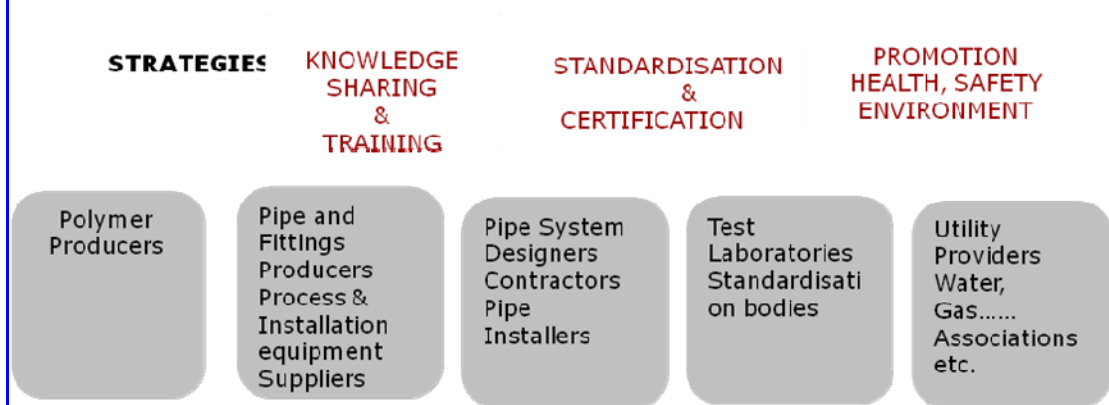 STRATEGIES
KNOWLEDGE
SHARING
&
TRAINING
STANDARDISATION
&
CERTIFICATION
PROMOTION
HEALTH, SAFETY
ENVIRONMENT
Polymer
Producers
Pipe and
Fittings
Producers
Process &
Installation
equipment
Suppliers
Pipe System
Designers
Contractors
Pipe
Installers
Test
Laboratories
Standardisati
on bodies
Utility
Providers
Water,
Gas......
Associations
etc.